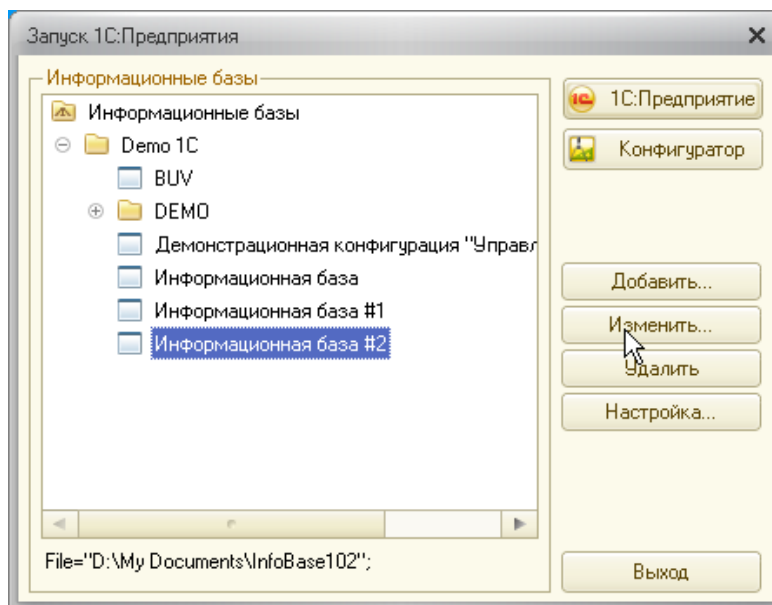 Запуск 1С:Предприятия
Информационные базы
Информационные базы
Demo 1C
BUV
DEMO
Демонстрационная конфигурация "Управл
Информационная база
Информационная база #1
Информационная база #2
File="D:\My Documents\InfoBase102";
1С:Предприятие
Конфигуратор
Добавить...
Изменить...
Удалить
Настройка...
Выход